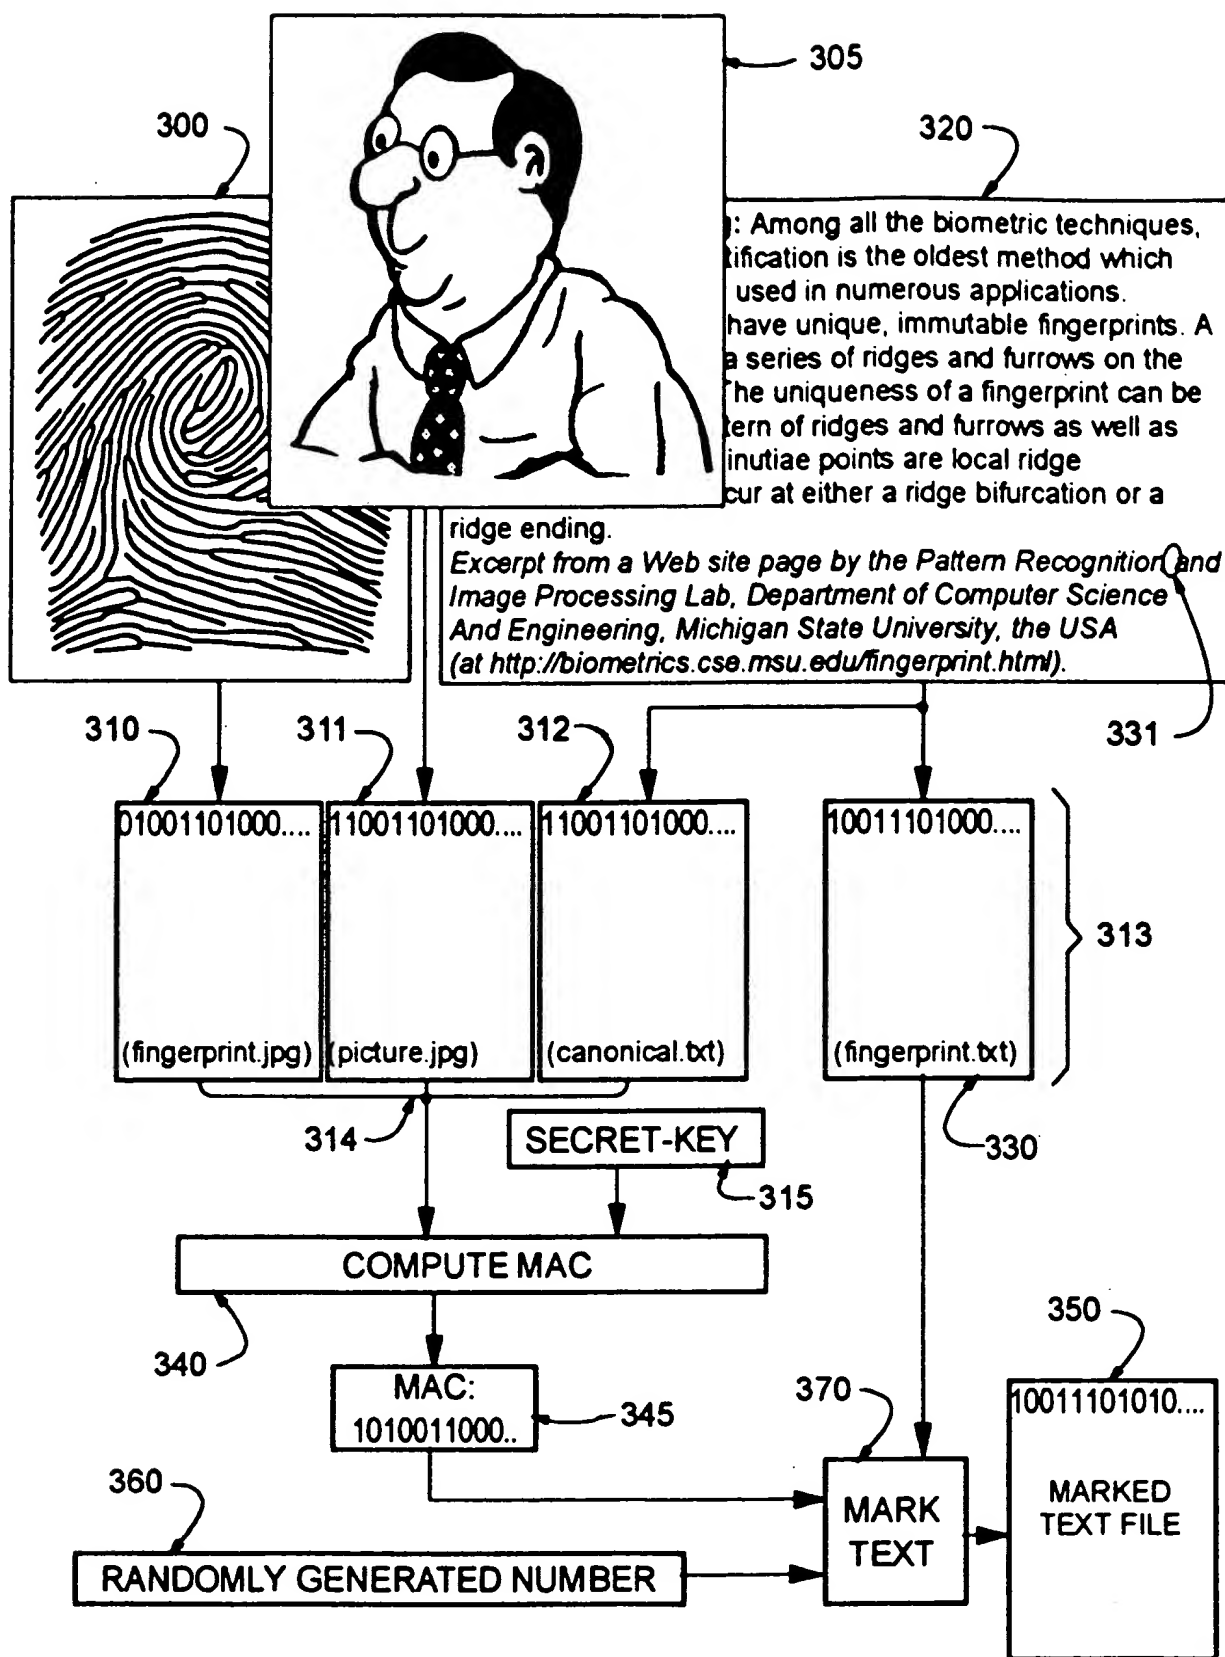 305
300
320
: Among all the biometric techniques,
tification is the oldest method which
used in numerous applications.
have unique, immutable fingerprints. A
a series of ridges and furrows on the
he uniqueness of a fingerprint can be
tern of ridges and furrows as well as
inutiae points are local ridge
cur at either a ridge bifurcation or a
ridge ending.
Excerpt from a Web site page by the Pattern Recognition and
Image Processing Lab, Department of Computer Science
And Engineering, Michigan State University, the USA
(at http://biometrics.cse.msu.edu/fingerprint.html).
310
311
312
331
01001101000....
11001101000....
11001101000....
10011101000....
313
(fingerprint.jpg)
(picture.jpg)
(canonical.txt)
(fingerprint.txt)
314
SECRET-KEY
330
315
COMPUTE MAC
340
350
MAC:
1010011000..
345
370
10011101010....
360
MARK
TEXT
MARKED
TEXT FILE
RANDOMLY GENERATED NUMBER